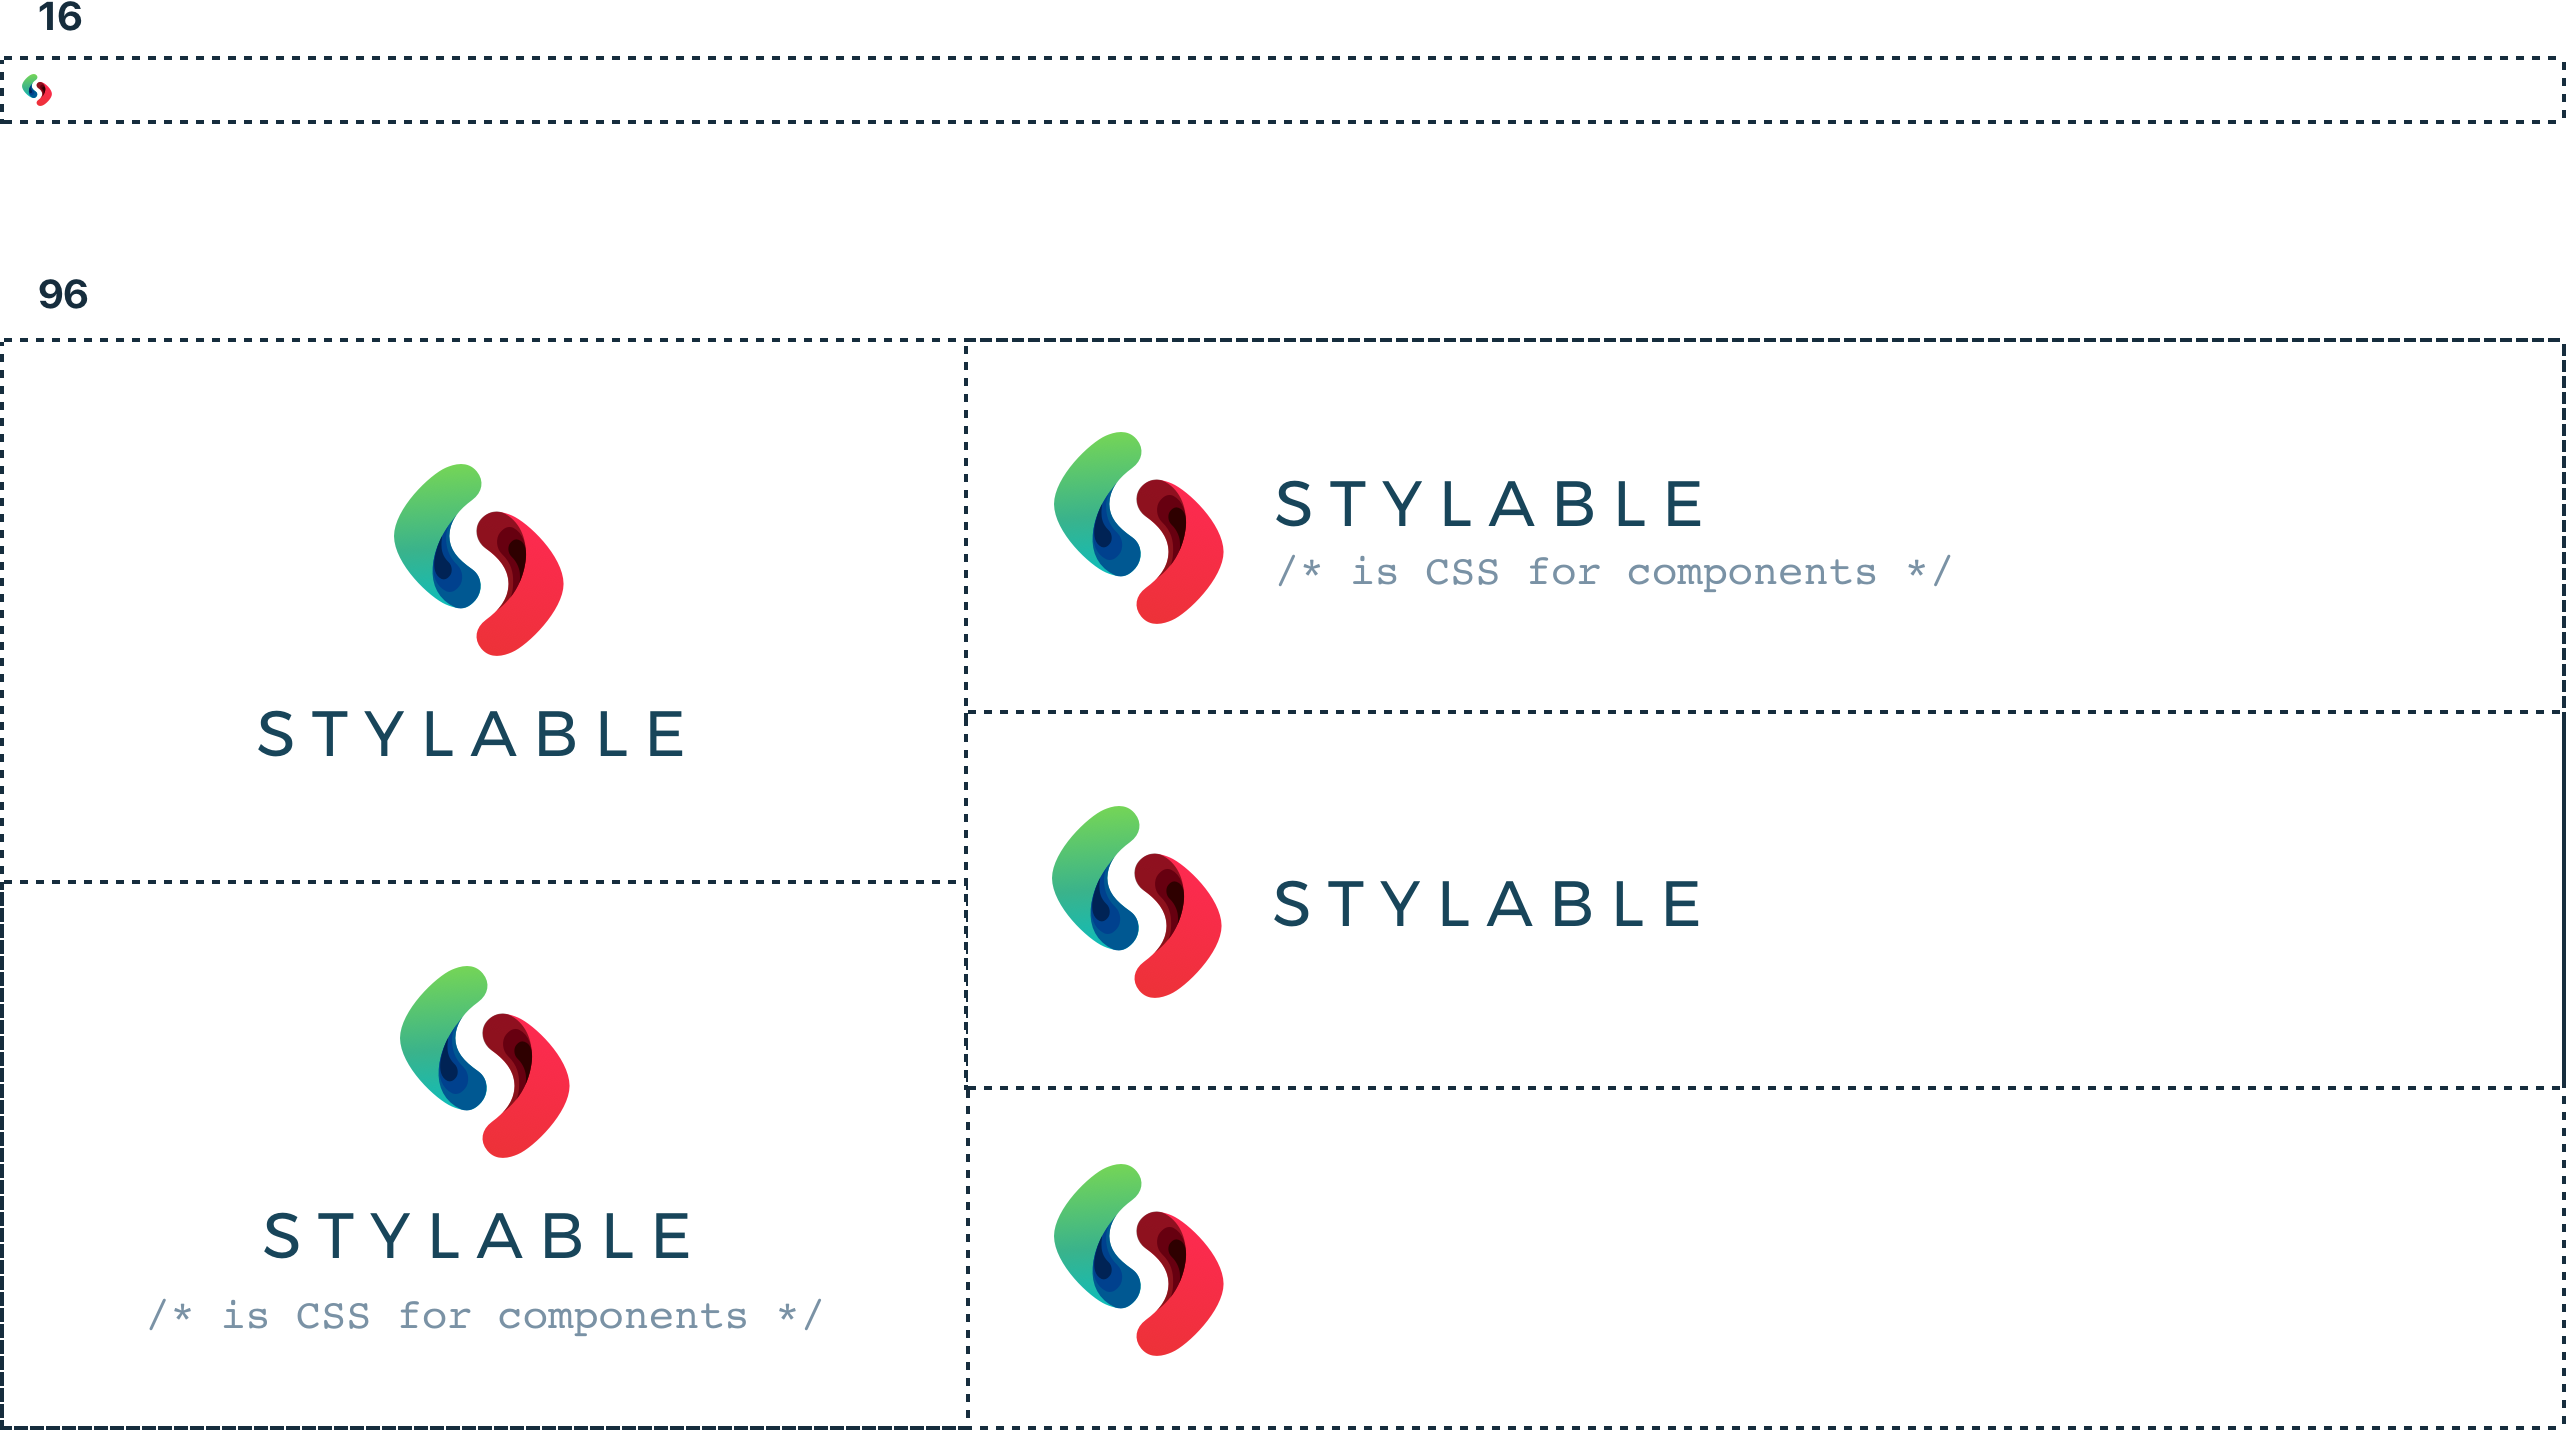 16
96
STYLABLE
STYLABLE
/* is CSS for components */
STYLABLE
/* is CSS for components */
STYLABLE